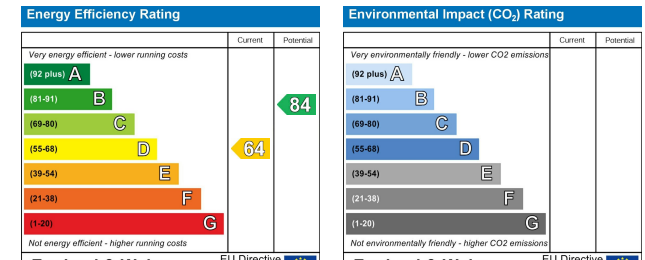 Energy Efficiency Rating
Current Potential
Very energy efficient - lower running costs
(92 plus) A
(81-91) B
84
(69-80) C
(55-68) D
64
(39-54) E
(21-38) F
(1-20) G
Not energy efficient - higher running costs
EU Directive
Environmental Impact (CO2) Rating
Current Potential
Very environmentally friendly - lower CO2 emissions
(92 plus) A
(81-91) B
(69-80) C
(55-68) D
(39-54) E
(21-38) F
(1-20) G
Not environmentally friendly - higher CO2 emissions
EU Directive